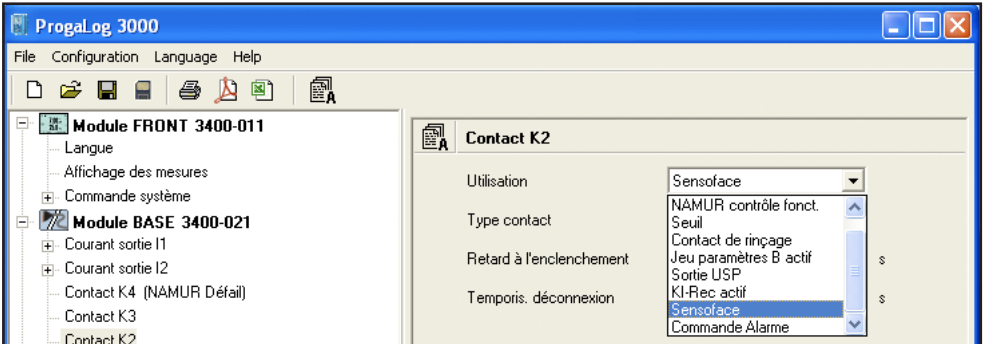 ProgaLog 3000
File Configuration Language Help
Module FRONT 3400-011
Langue
Affichage des mesures
Commande système
Module BASE 3400-021
Courant sortie I1
Courant sortie I2
Contact K4 (NAMUR Défail)
Contact K3
Contact K2
A
Contact K2
Utilisation
Sensoface
NAMUR contrôle fonct.
Type contact
Seuil
Contact de rinçage
Retard à l'enclenchement
Jeu paramètres B actif
s
Sortie USP
KI-Rec actif
Temporis. déconnexion
s
Sensoface
Commande Alarme